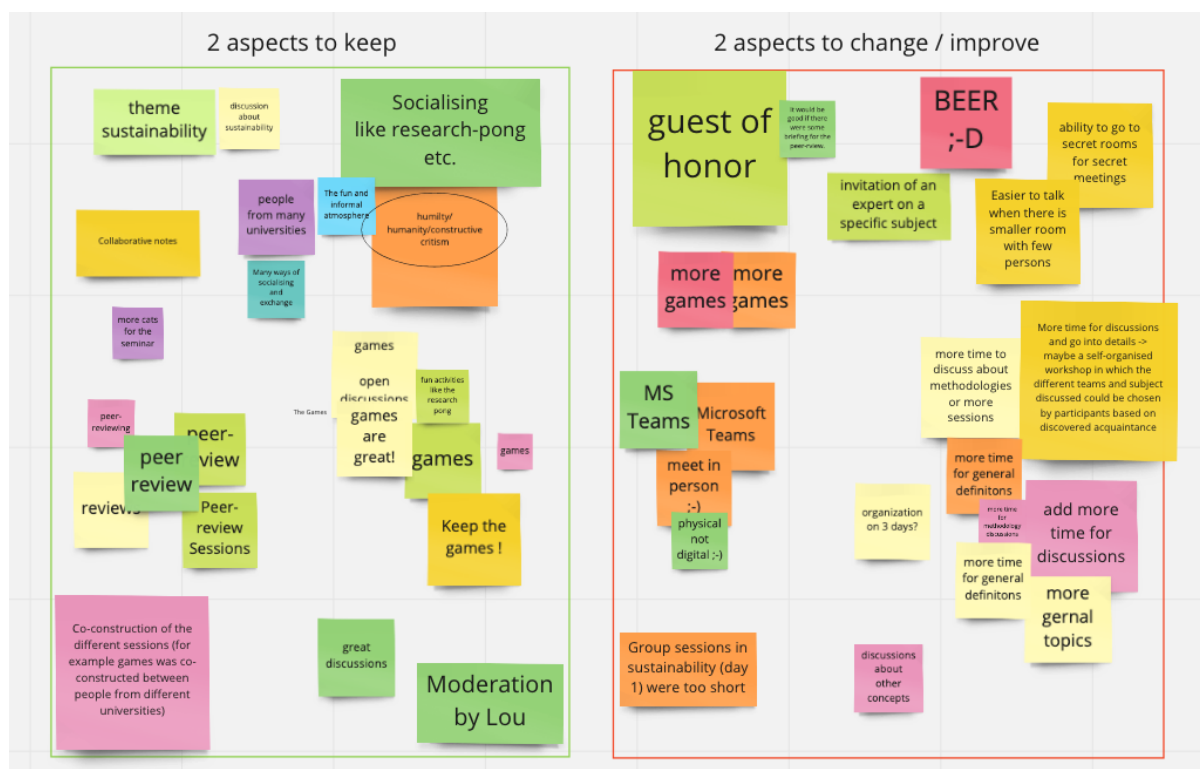 2 aspects to keep
theme
sustainability
discussion
about
sustainability
Socialising
like research-pong
etc.
people
from many
universities
The fun and
informal
atmosphere
humilty/
humanity/constructive
critism
Collaborative notes
Many ways of
socialising
and
exchange
more cats
for the
seminar
games
open
discussions
fun activities
like the
research
pong
The Games
games
are
great!
games
games
peer-
reviewing
peer-
view
peer
review
reviews
Peer-
review
Sessions
Keep the
games !
Co-construction of the
different sessions (for
example games was co-
constructed between
people from different
universities)
great
discussions
Moderation
by Lou
2 aspects to change / improve
guest of
honor
It would be
good if there
were some
briefing for the
peer-rview.
BEER
;-D
ability to go to
secret rooms
for secret
meetings
invitation of an
expert on a
specific subject
Easier to talk
when there is
smaller room
with few
persons
more
games
more
games
More time for discussions
and go into details ->
maybe a self-organised
workshop in which the
different teams and subject
discussed could be chosen
by participants based on
discovered acquaintance
more time to
discuss about
methodologies
or more
sessions
MS
Teams
Microsoft
Teams
meet in
person
;-)
physical
not
digital ;-)
more time
for general
definitons
organization
on 3 days?
more time
for
methodology
discussions
add more
time for
discussions
more time
for general
definitons
more
gernal
topics
Group sessions in
sustainability (day
1) were too short
discussions
about
other
concepts